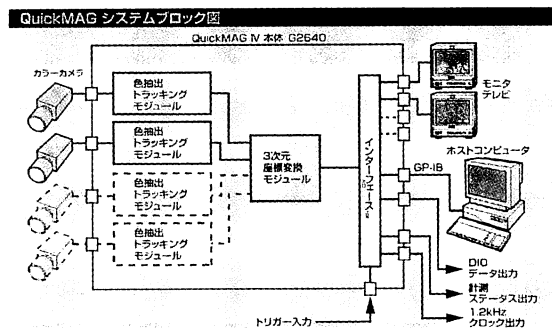 QuickMAG システムブロック図
QuickMAG Ⅳ 本体 G2640
カラーカメラ
色抽出
トラッキング
モジュール
色抽出
トラッキング
モジュール
色抽出
トラッキング
モジュール
色抽出
トラッキング
モジュール
3次元
座標変換
モジュール
インターフェース
モニタ
テレビ
ホストコンピュータ
GP-IB
DIO
データ出力
計測
ステータス出力
1.2kHz
クロック出力
トリガー入力